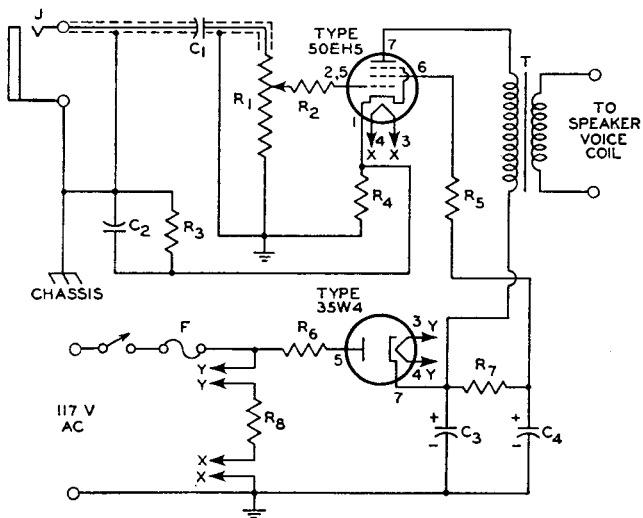 J
C1
TYPE
50EH5
7
6
2,5
R1
R2
1
4
3
X
X
T
TO
SPEAKER
VOICE
COIL
C2
R3
R4
R5
CHASSIS
TYPE
35W4
F
R6
3
Y
5
4
Y
7
R7
Y
Y
117 V
AC
R8
X
X
+
-
C3
+
-
C4